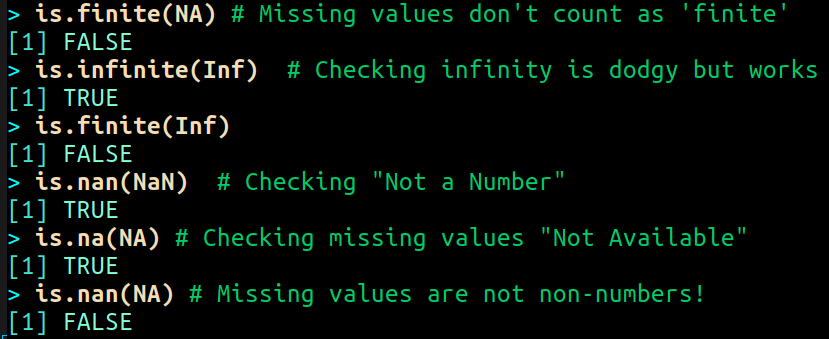 > is.finite(NA) # Missing values don't count as 'finite'
[1] FALSE
> is.infinite(Inf)  # Checking infinity is dodgy but works
[1] TRUE
> is.finite(Inf)
[1] FALSE
> is.nan(NaN)  # Checking "Not a Number"
[1] TRUE
> is.na(NA) # Checking missing values "Not Available"
[1] TRUE
> is.nan(NA) # Missing values are not non-numbers!
[1] FALSE